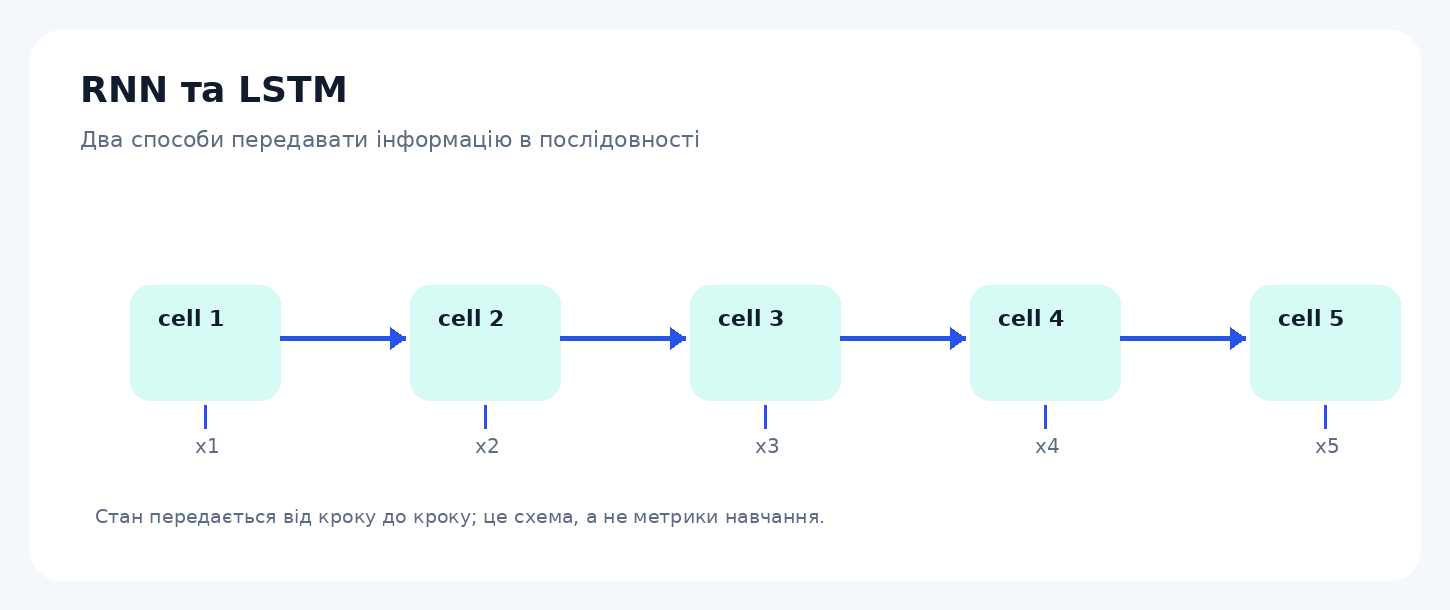 RNN та LSTM
Два способи передавати інформацію в послідовності
cell 1
cell 2
cell 3
cell 4
cell 5
x1
x2
x3
x4
x5
Стан передається від кроку до кроку; це схема, а не метрики навчання.